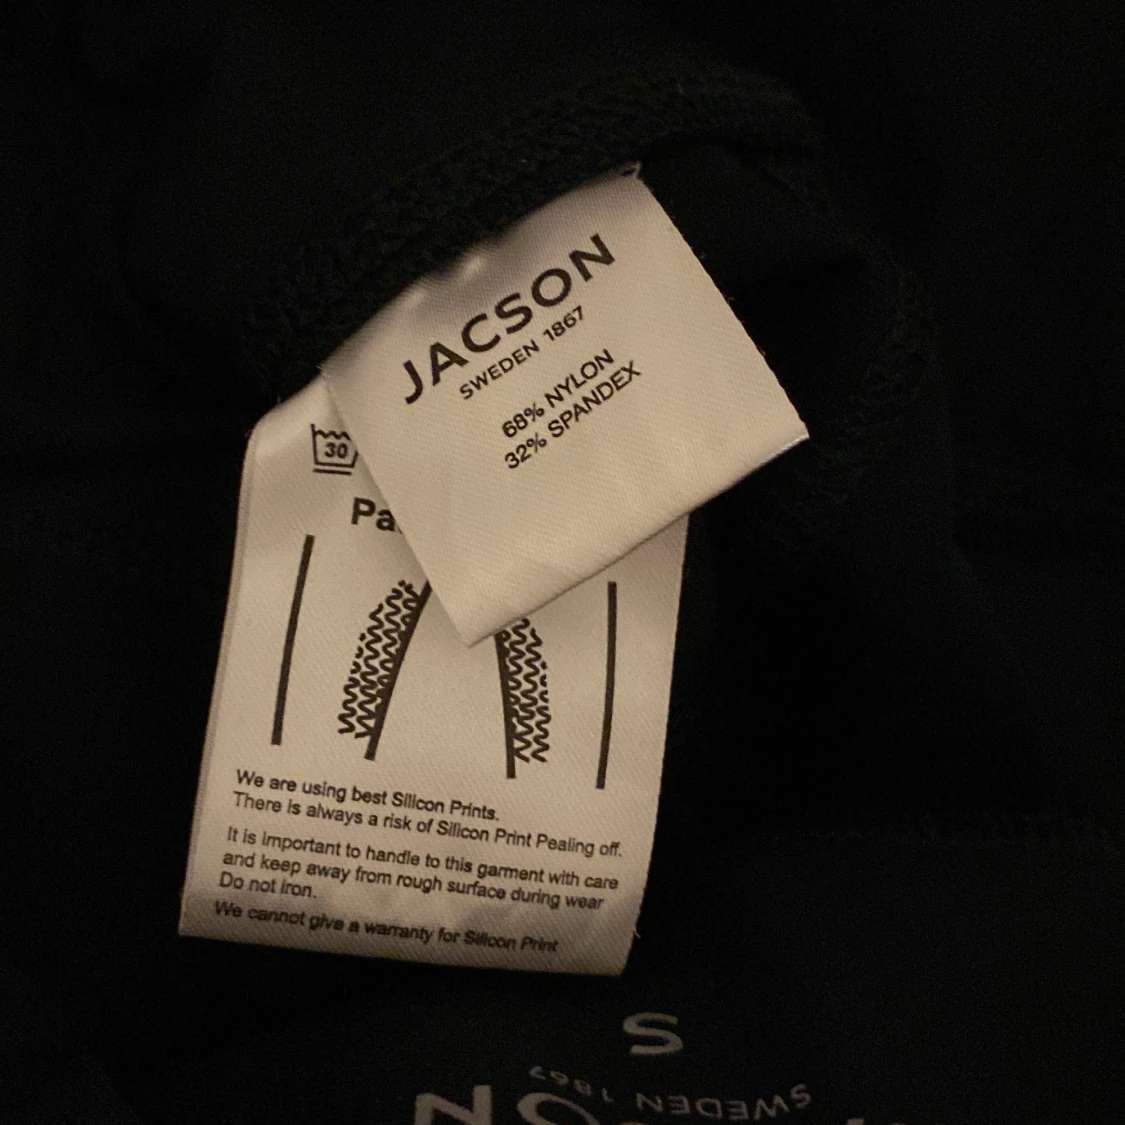 JACSON
SWEDEN 1867
68% NYLON
32% SPANDEX
30
We are using best Silicon Prints.
There is always a risk of Silicon Print Pealing off.
It is important to handle to this garment with care
and keep away from rough surface during wear
Do not iron.
We cannot give a warranty for Silicon Print
S
SWEDEN 1867